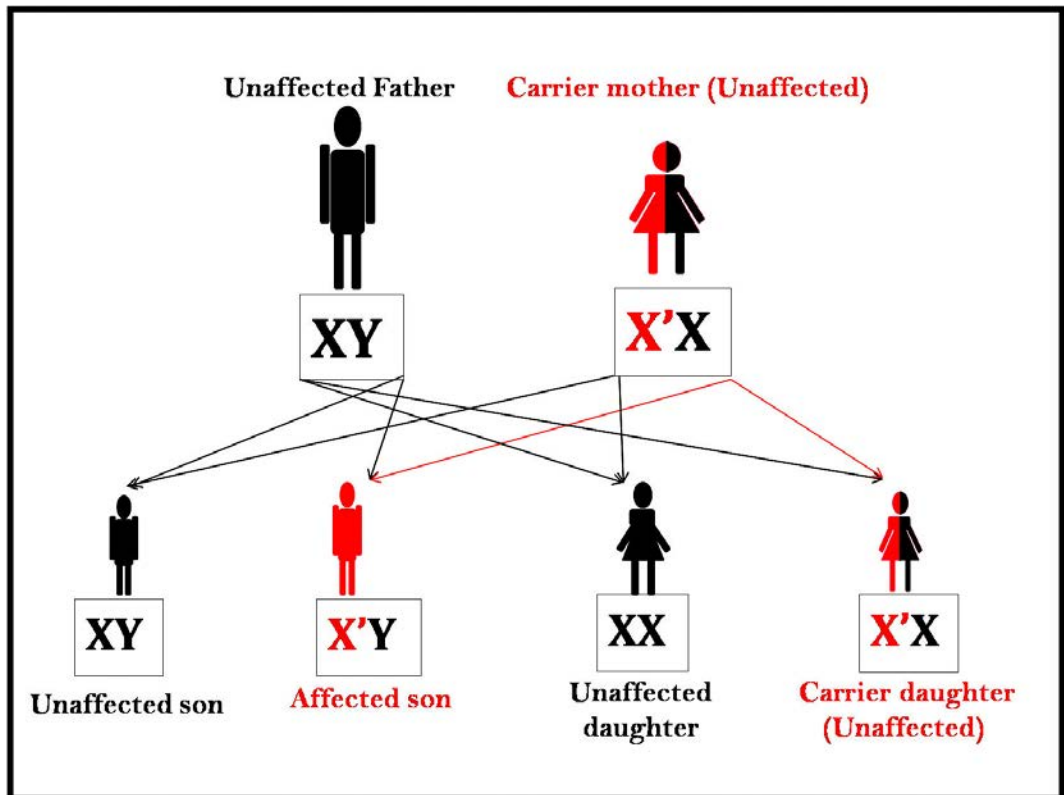 Unaffected Father
Carrier mother (Unaffected)
XY
X’X
XY
X’Y
XX
X’X
Unaffected son
Affected son
Unaffected
daughter
Carrier daughter
(Unaffected)